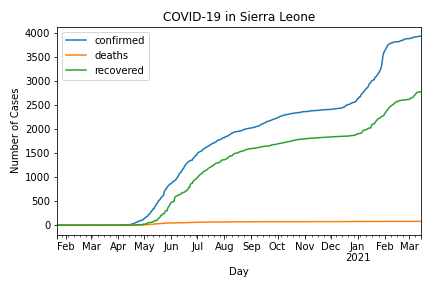 COVID-19 in Sierra Leone
confirmed
deaths
recovered
Number of Cases
4000
3500
3000
2500
2000
1500
1000
500
0
Feb Mar Apr May Jun Jul Aug Sep Oct Nov Dec Jan Feb Mar
2021
Day